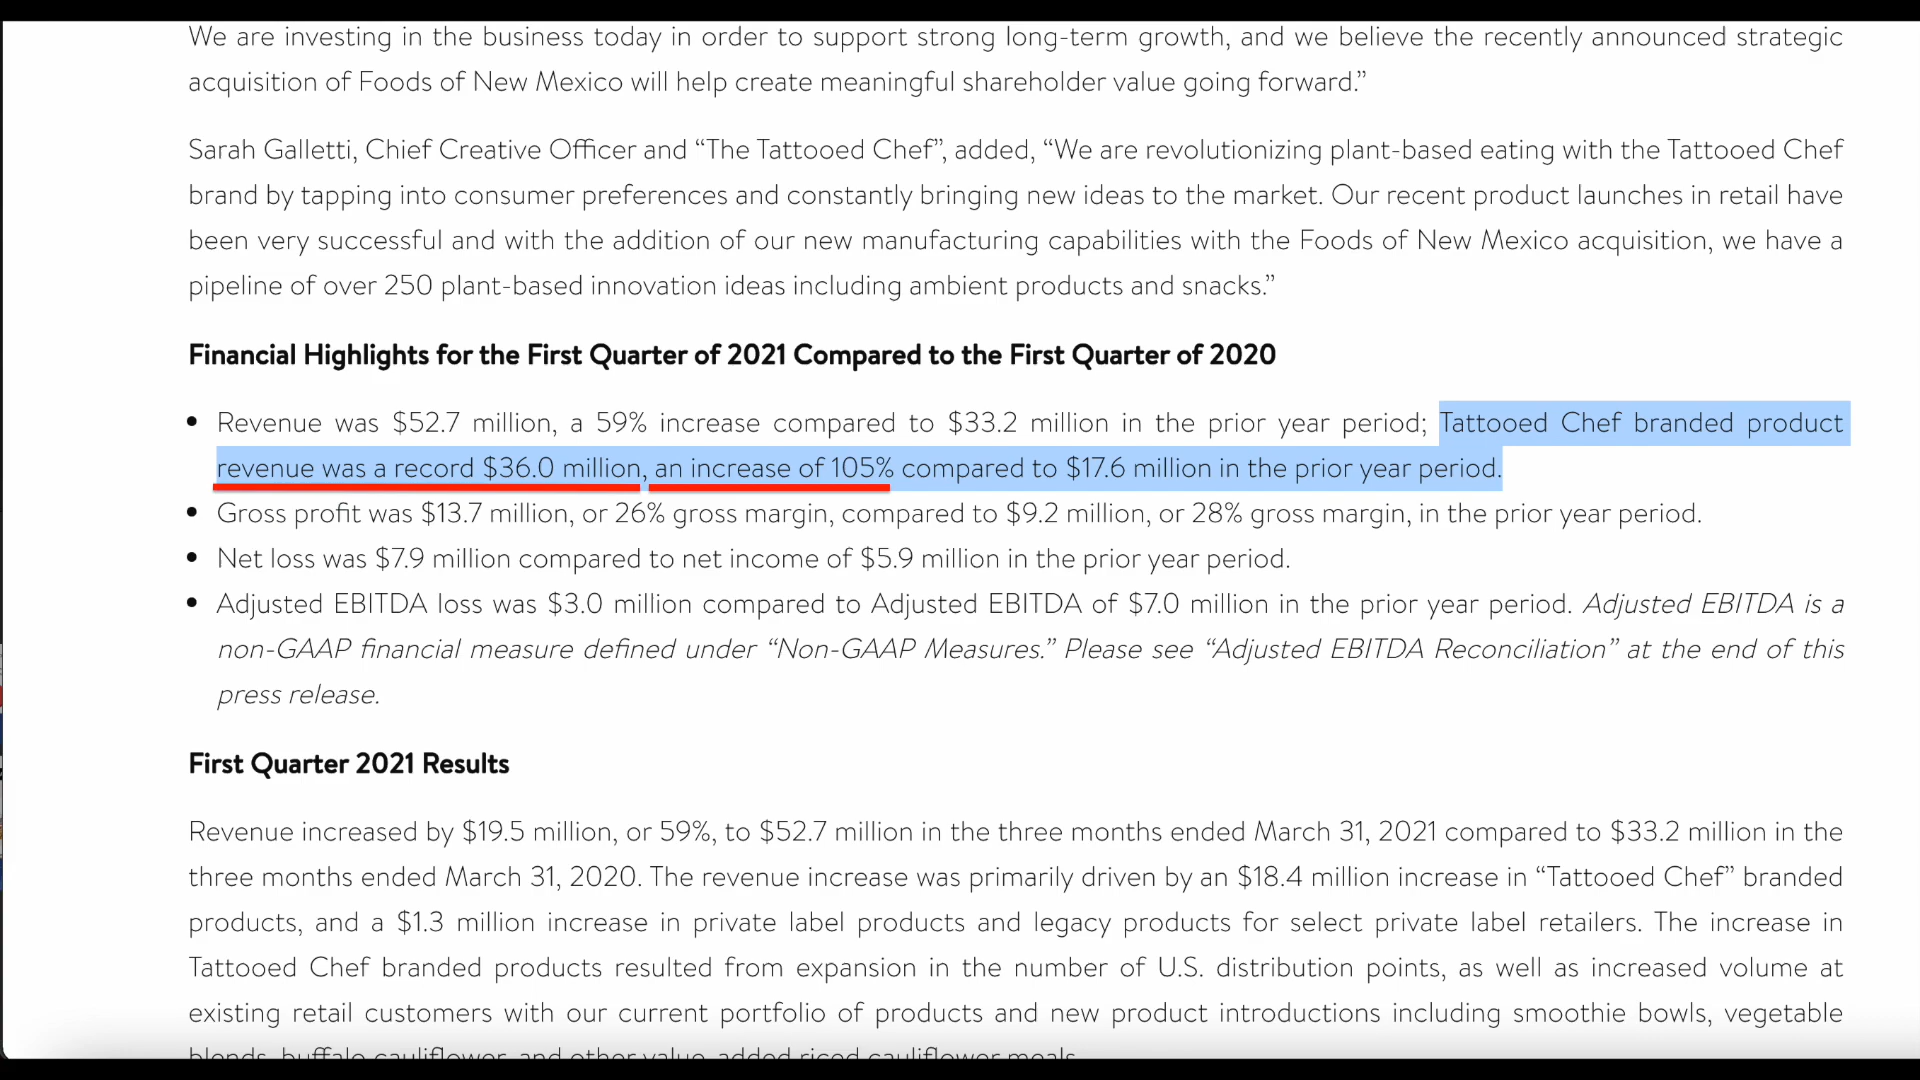 We are investing in the business today in order to support strong long-term growth, and we believe the recently announced strategic
acquisition of Foods of New Mexico will help create meaningful shareholder value going forward.”
Sarah Galletti, Chief Creative Officer and “The Tattooed Chef”, added, “We are revolutionizing plant-based eating with the Tattooed Chef
brand by tapping into consumer preferences and constantly bringing new ideas to the market. Our recent product launches in retail have
been very successful and with the addition of our new manufacturing capabilities with the Foods of New Mexico acquisition, we have a
pipeline of over 250 plant-based innovation ideas including ambient products and snacks.”
Financial Highlights for the First Quarter of 2021 Compared to the First Quarter of 2020
• Revenue was $52.7 million, a 59% increase compared to $33.2 million in the prior year period; Tattooed Chef branded product
revenue was a record $36.0 million, an increase of 105% compared to $17.6 million in the prior year period.
• Gross profit was $13.7 million, or 26% gross margin, compared to $9.2 million, or 28% gross margin, in the prior year period.
• Net loss was $7.9 million compared to net income of $5.9 million in the prior year period.
• Adjusted EBITDA loss was $3.0 million compared to Adjusted EBITDA of $7.0 million in the prior year period. Adjusted EBITDA is a
non-GAAP financial measure defined under “Non-GAAP Measures.” Please see “Adjusted EBITDA Reconciliation” at the end of this
press release.
First Quarter 2021 Results
Revenue increased by $19.5 million, or 59%, to $52.7 million in the three months ended March 31, 2021 compared to $33.2 million in the
three months ended March 31, 2020. The revenue increase was primarily driven by an $18.4 million increase in “Tattooed Chef” branded
products, and a $1.3 million increase in private label products and legacy products for select private label retailers. The increase in
Tattooed Chef branded products resulted from expansion in the number of U.S. distribution points, as well as increased volume at
existing retail customers with our current portfolio of products and new product introductions including smoothie bowls, vegetable
blends, buffalo cauliflower, and other value-added riced cauliflower meals.